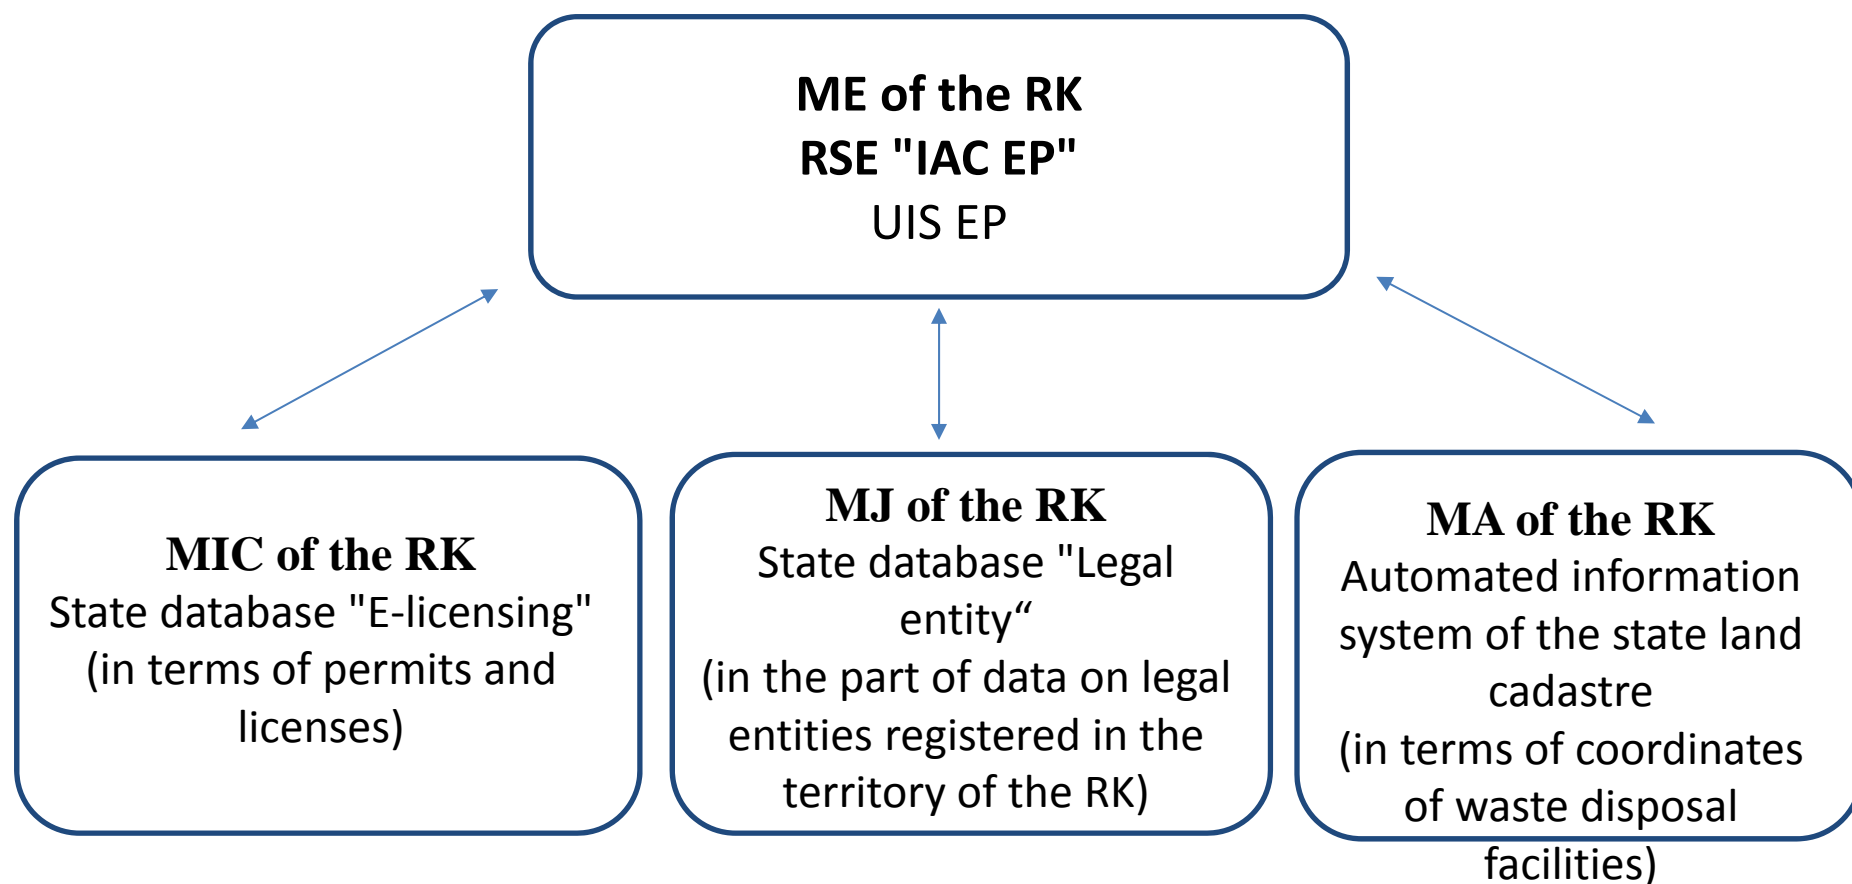 ME of the RK
RSE "IAC EP"
UIS EP
MIC of the RK
State database "E-licensing"
(in terms of permits and
licenses)
MJ of the RK
State database "Legal
entity“
(in the part of data on legal
entities registered in the
territory of the RK)
MA of the RK
Automated information
system of the state land
cadastre
(in terms of coordinates
of waste disposal
facilities)